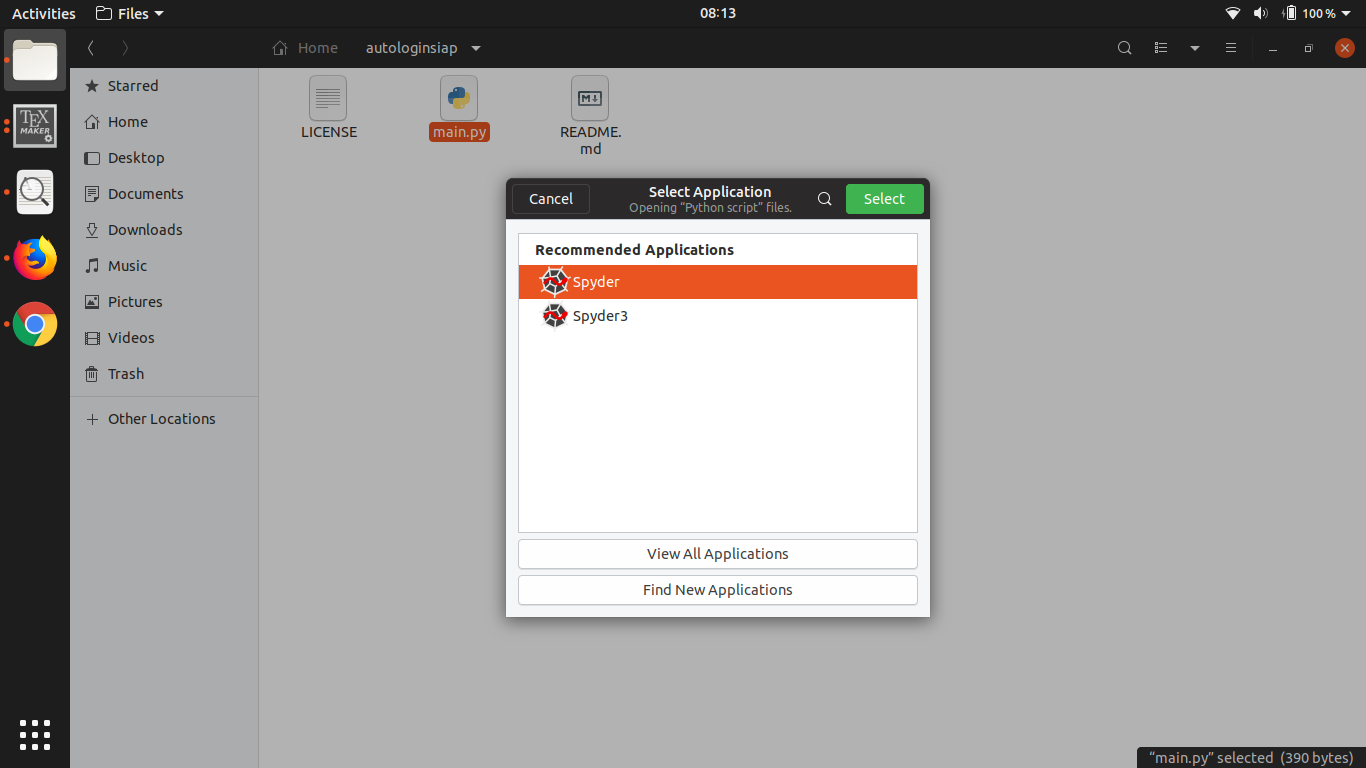 Activities
Files
08:13
100 %
Home
autologinsiap
Starred
Home
Desktop
Documents
Downloads
Music
Pictures
Videos
Trash
Other Locations
TEX
MAKER
LICENSE
main.py
M
README.
md
Cancel
Select Application
Opening “Python script” files.
Select
Recommended Applications
Spyder
Spyder3
View All Applications
Find New Applications
“main.py” selected (390 bytes)